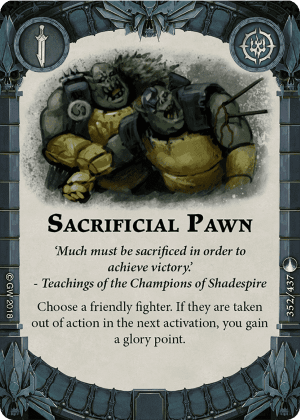 SACRIFICIAL PAWN
‘Much must be sacrificed in order to
achieve victory.’
- Teachings of the Champions of Shadespire
Choose a friendly fighter. If they are taken
out of action in the next activation, you gain
a glory point.
© GW 2018
352/437